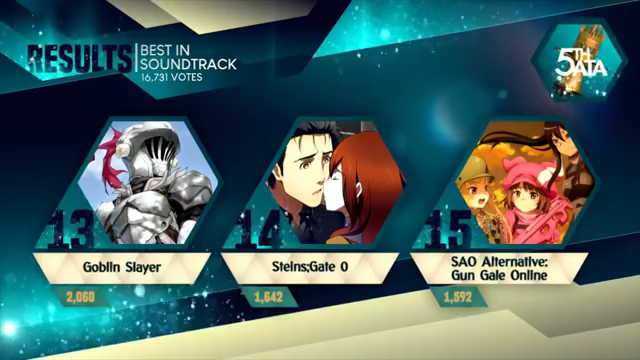 RESULTS
BEST IN
SOUNDTRACK
16,731 VOTES
5TH
ATA
13
14
15
Goblin Slayer
Steins;Gate 0
SAO Alternative:
Gun Gale Online
2,060
1,642
1,592